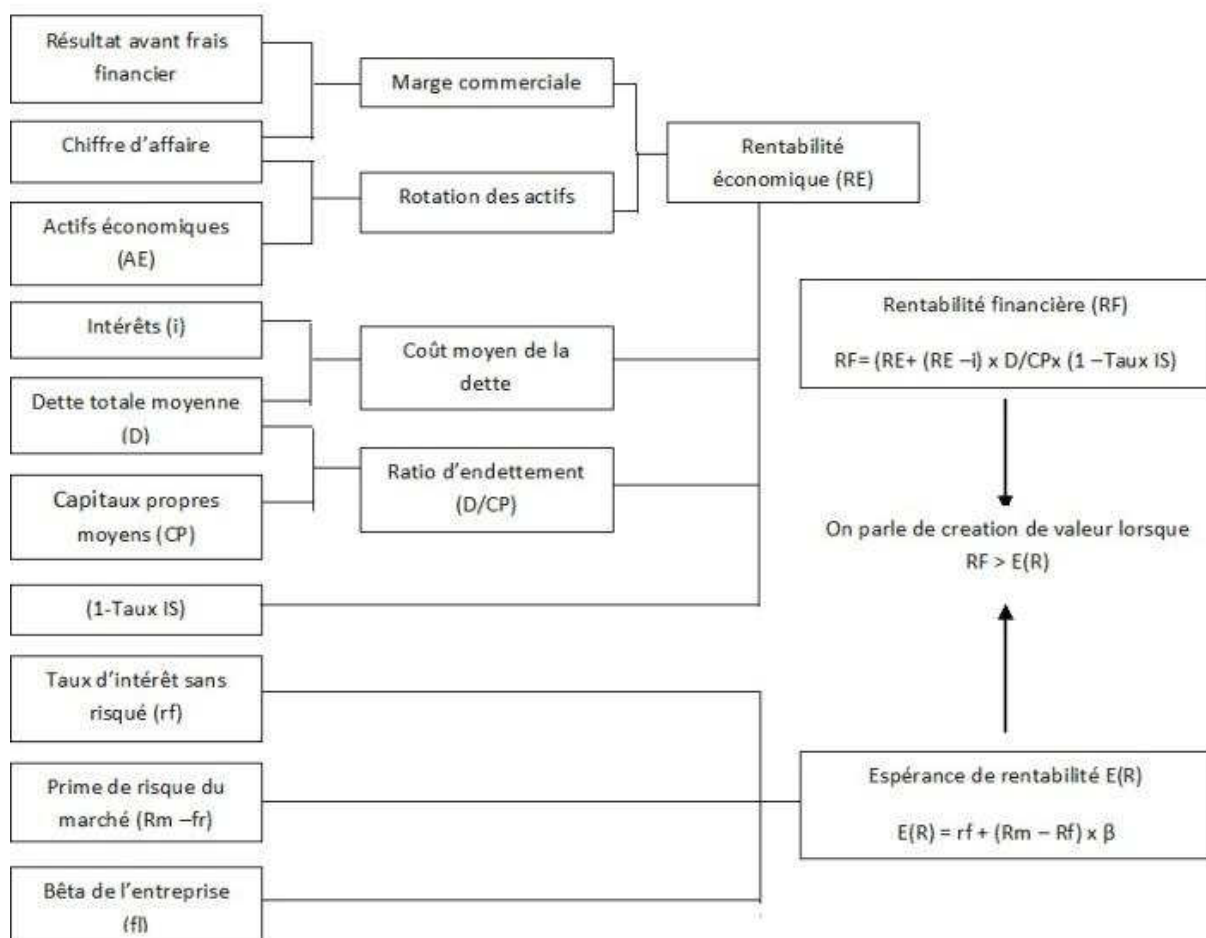 Résultat avant frais
financier
Marge commerciale
Chiffre d'affaire
Rentabilité
économique (RE)
Rotation des actifs
Actifs économiques
(AE)
Intérêts (i)
Rentabilité financière (RF)
RF= (RE+ (RE –i) x D/CPx (1 –Taux IS)
Coût moyen de la
dette
Dette totale moyenne
(D)
Ratio d'endettement
(D/CP)
Capitaux propres
moyens (CP)
On parle de creation de valeur lorsque
RF > E(R)
(1-Taux IS)
Taux d'intérêt sans
risqué (rf)
Prime de risque du
marché (Rm –fr)
Espérance de rentabilité E(R)
E(R) = rf + (Rm – Rf) x β
Bêta de l'entreprise
(fl)